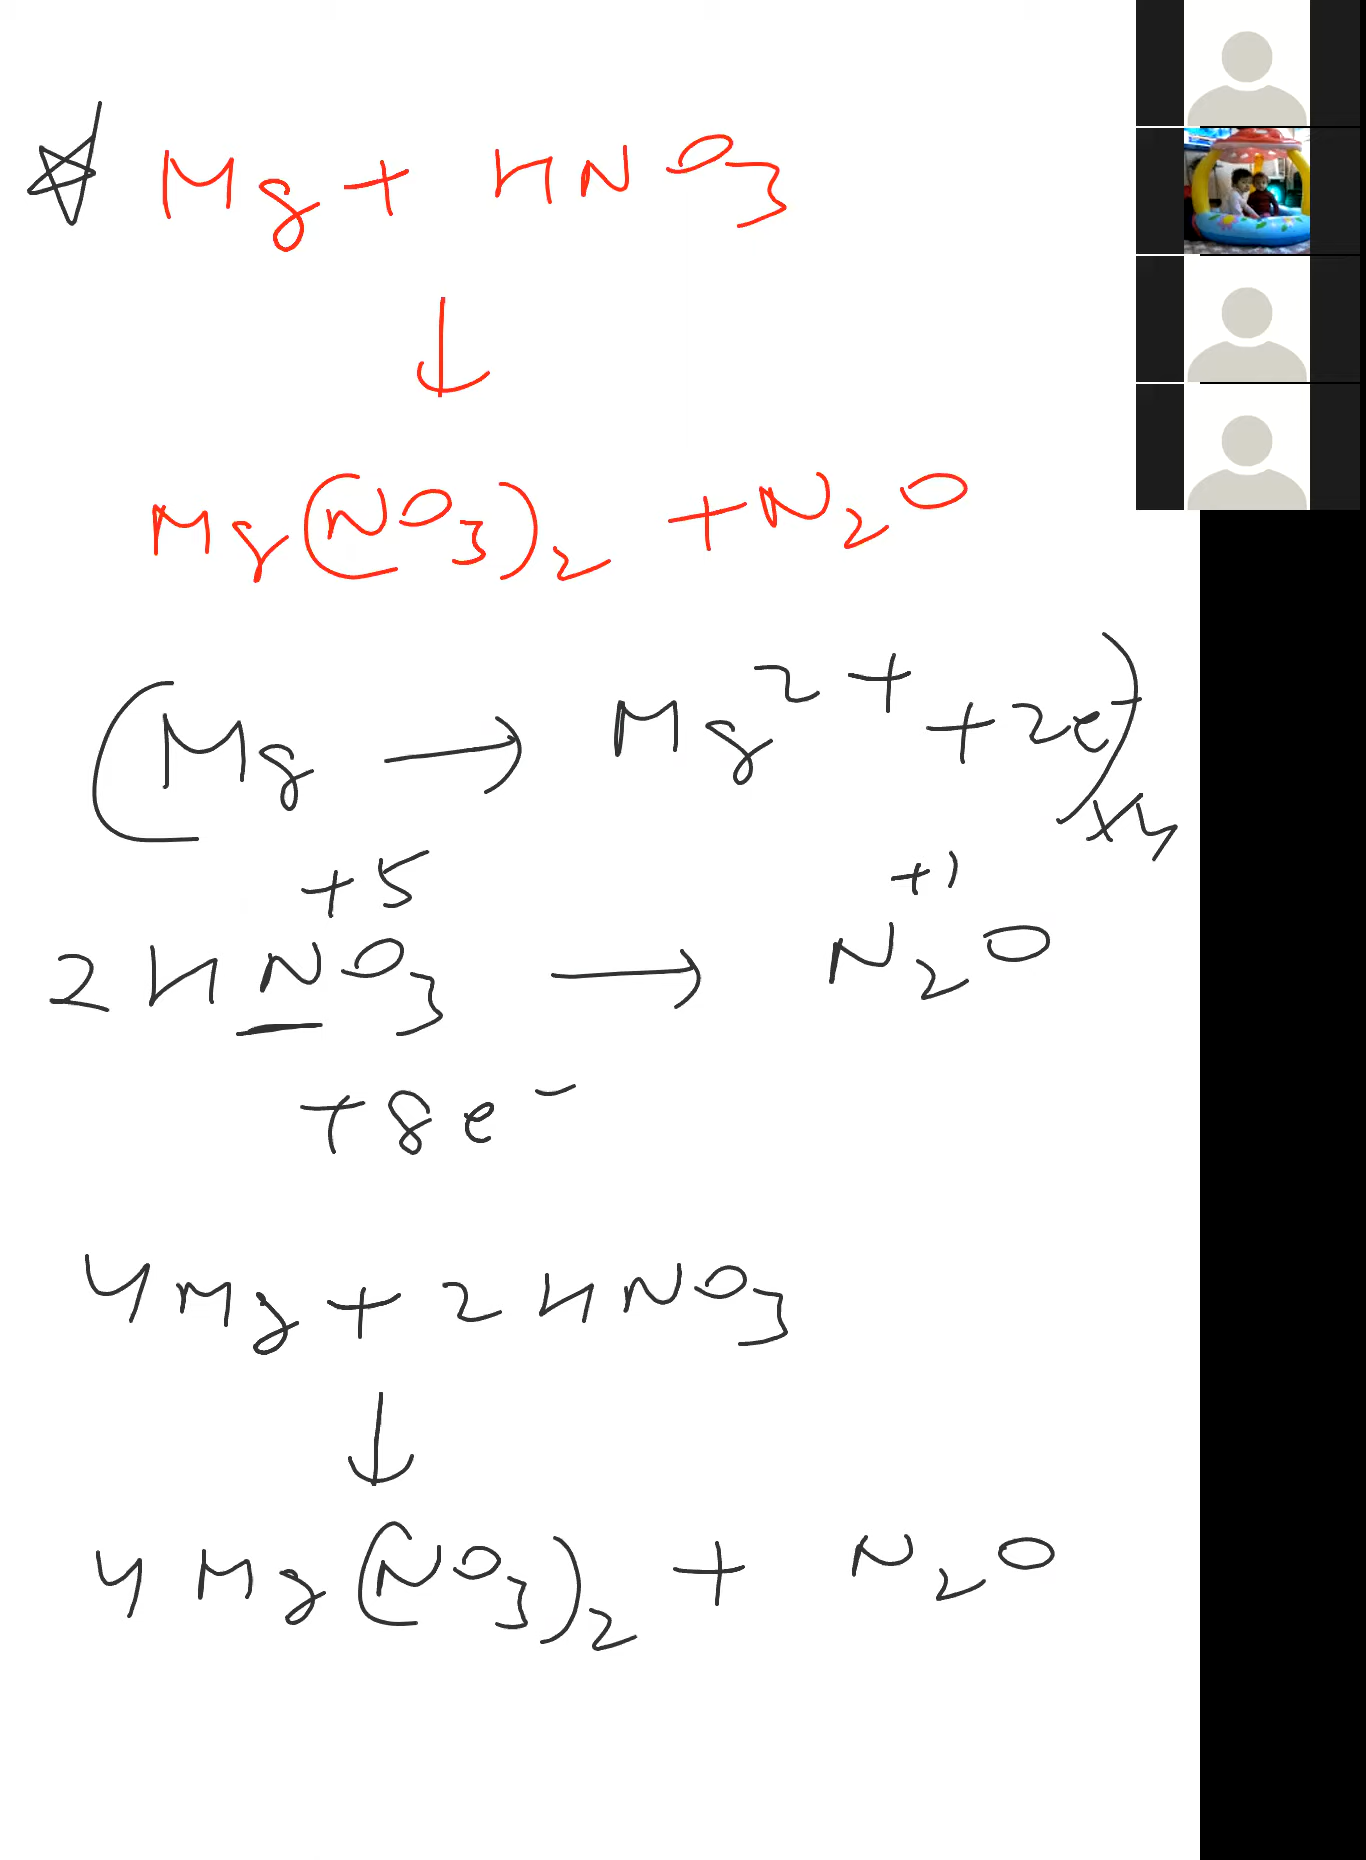 ☆ Mg + HNO₃
↓
Mg(NO₃)₂ + N₂O
(Mg → Mg²⁺ + 2e⁻) x4
+5 +1
2HNO₃ → N₂O
+8e⁻
4Mg + 2HNO₃
↓
4Mg(NO₃)₂ + N₂O